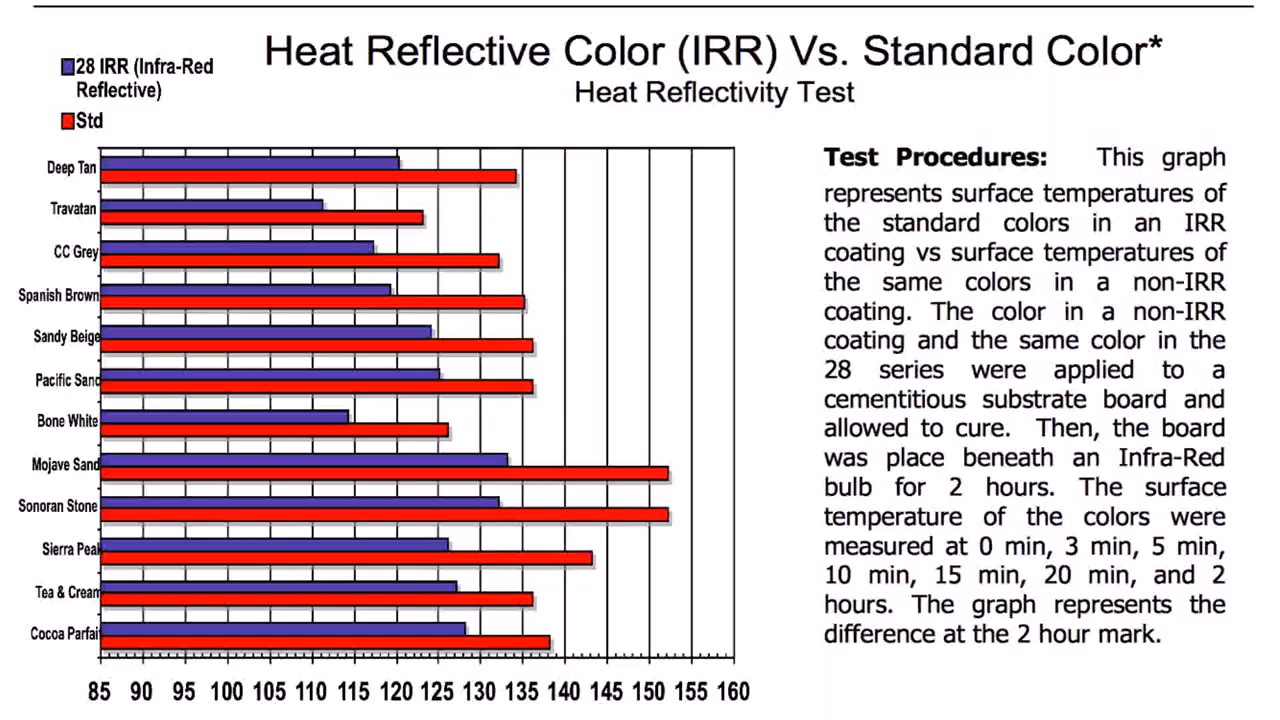 Heat Reflective Color (IRR) Vs. Standard Color*
Heat Reflectivity Test
28 IRR (Infra-Red
Reflective)
Std
Deep Tan
Travatan
CC Grey
Spanish Brown
Sandy Beige
Pacific Sand
Bone White
Mojave Sand
Sonoran Stone
Sierra Peak
Tea & Cream
Cocoa Parfai
85 90 95 100 105 110 115 120 125 130 135 140 145 150 155 160
Test Procedures: This graph
represents surface temperatures of
the standard colors in an IRR
coating vs surface temperatures of
the same colors in a non-IRR
coating. The color in a non-IRR
coating and the same color in the
28 series were applied to a
cementitious substrate board and
allowed to cure. Then, the board
was place beneath an Infra-Red
bulb for 2 hours. The surface
temperature of the colors were
measured at 0 min, 3 min, 5 min,
10 min, 15 min, 20 min, and 2
hours. The graph represents the
difference at the 2 hour mark.